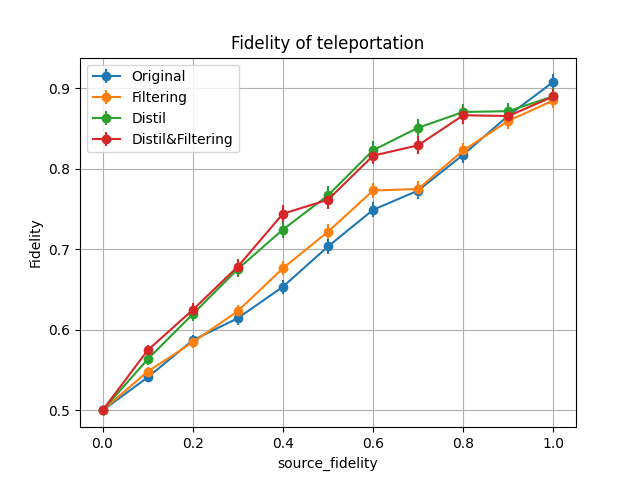 Fidelity of teleportation
Original
Filtering
Distil
Distil&Filtering
Fidelity
0.9
0.8
0.7
0.6
0.5
0.0 0.2 0.4 0.6 0.8 1.0
source_fidelity